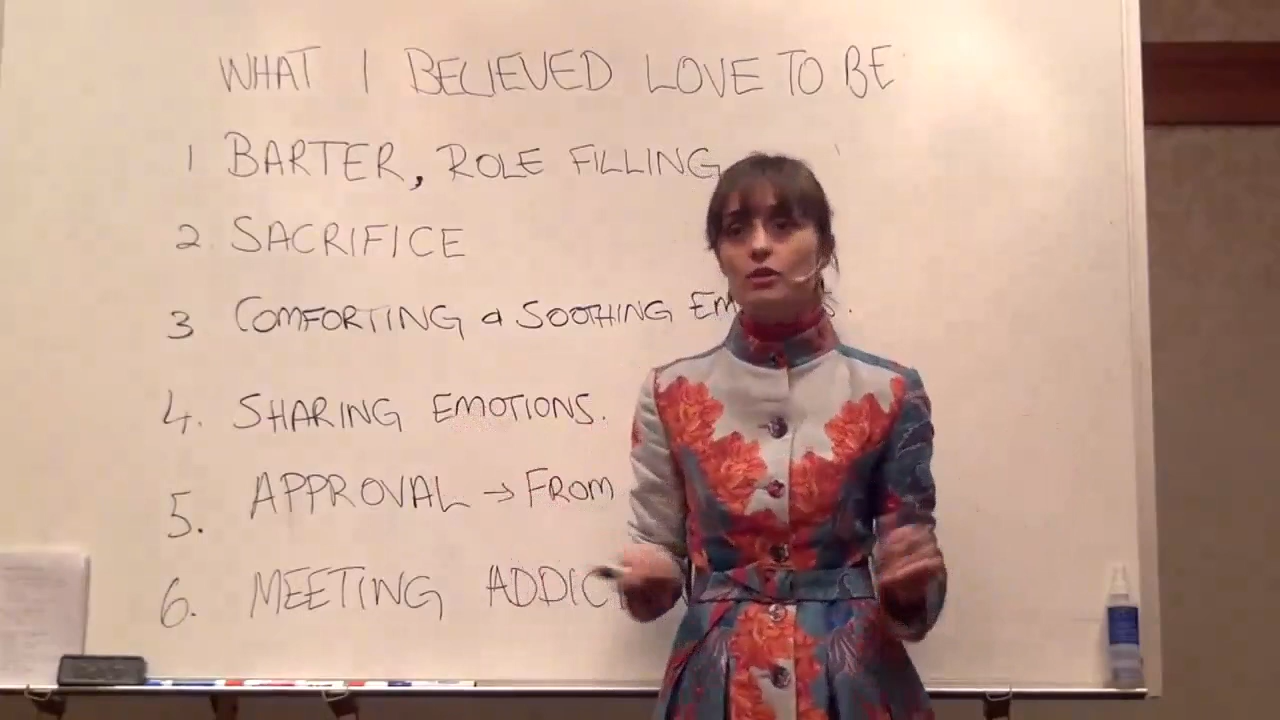 WHAT I BELIEVED LOVE TO BE
1 BARTER, ROLE FILLING
2 SACRIFICE
3 COMFORTING & SOOTHING
4. SHARING EMOTIONS.
5. APPROVAL → FROM
6. MEETING